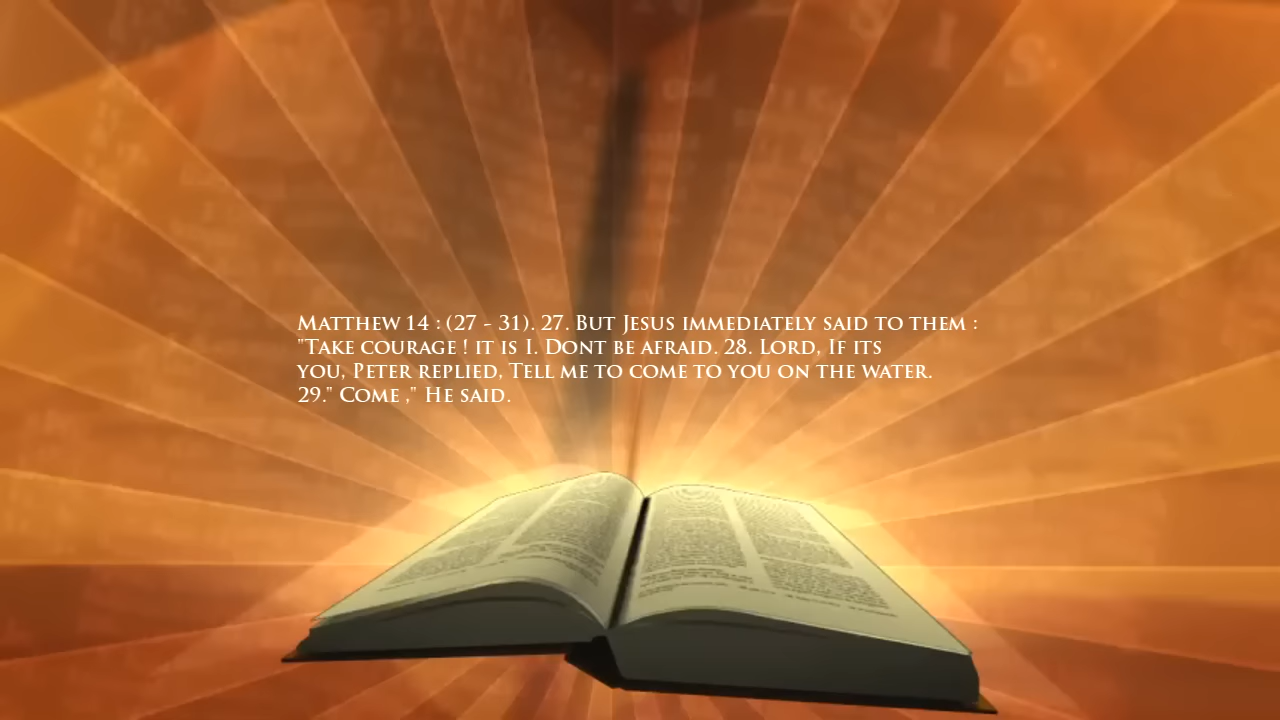 Matthew 14 : (27 - 31). 27. But Jesus immediately said to them :
"Take courage ! it is I. Dont be afraid. 28. Lord, If its
you, Peter replied, Tell me to come to you on the water.
29." Come ," He said.